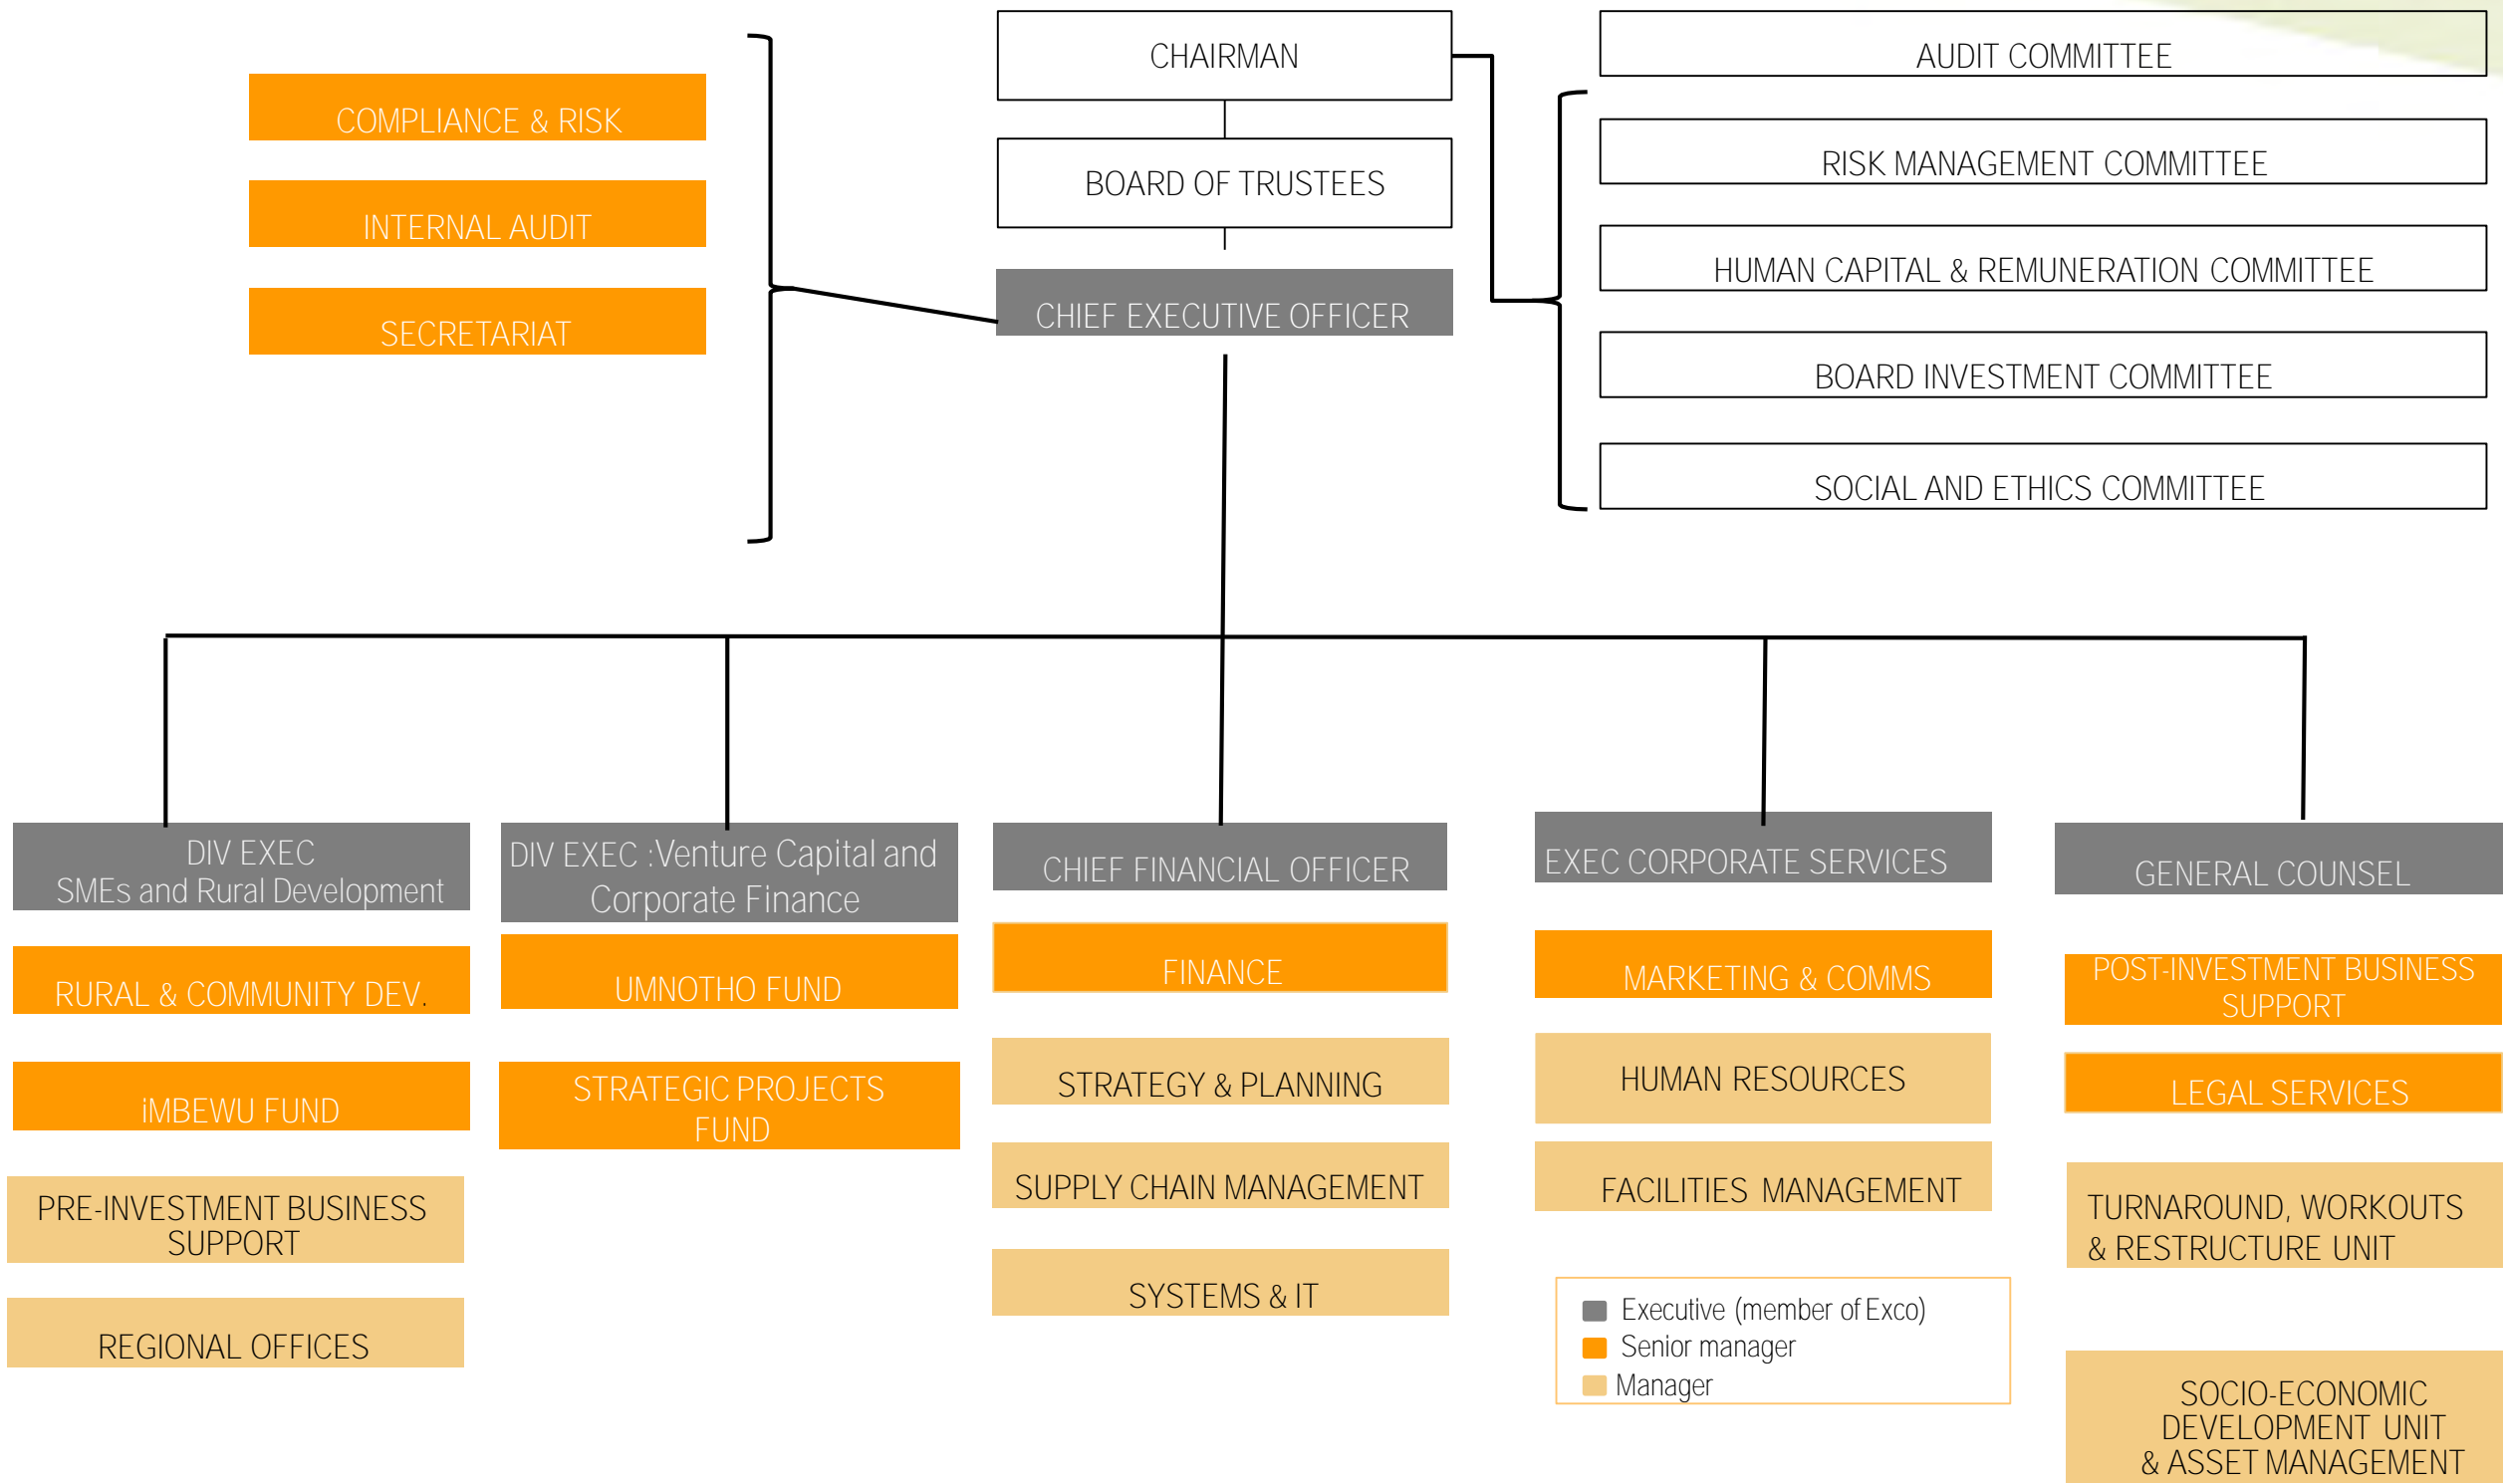 CHAIRMAN
BOARD OF TRUSTEES
CHIEF EXECUTIVE OFFICER
COMPLIANCE & RISK
INTERNAL AUDIT
SECRETARIAT
AUDIT COMMITTEE
RISK MANAGEMENT COMMITTEE
HUMAN CAPITAL & REMUNERATION COMMITTEE
BOARD INVESTMENT COMMITTEE
SOCIAL AND ETHICS COMMITTEE
DIV EXEC
SMEs and Rural Development
RURAL & COMMUNITY DEV.
iMBEWU FUND
PRE-INVESTMENT BUSINESS
SUPPORT
REGIONAL OFFICES
DIV EXEC :Venture Capital and
Corporate Finance
UMNOTHO FUND
STRATEGIC PROJECTS
FUND
CHIEF FINANCIAL OFFICER
FINANCE
STRATEGY & PLANNING
SUPPLY CHAIN MANAGEMENT
SYSTEMS & IT
EXEC CORPORATE SERVICES
MARKETING & COMMS
HUMAN RESOURCES
FACILITIES MANAGEMENT
GENERAL COUNSEL
POST-INVESTMENT BUSINESS
SUPPORT
LEGAL SERVICES
TURNAROUND, WORKOUTS
& RESTRUCTURE UNIT
SOCIO-ECONOMIC
DEVELOPMENT UNIT
& ASSET MANAGEMENT
Executive (member of Exco)
Senior manager
Manager